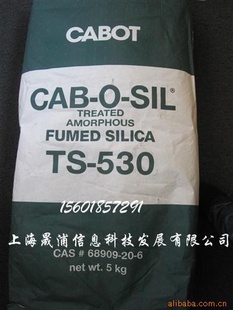 CABOT
CAB-O-SIL®
TREATED
AMORPHOUS
FUMED SILICA
TS-530
15601857291
上海晟浦信息科技发展有限公司
CAS # 68909-20-6
net wt. 5 kg
alibaba.com.cn